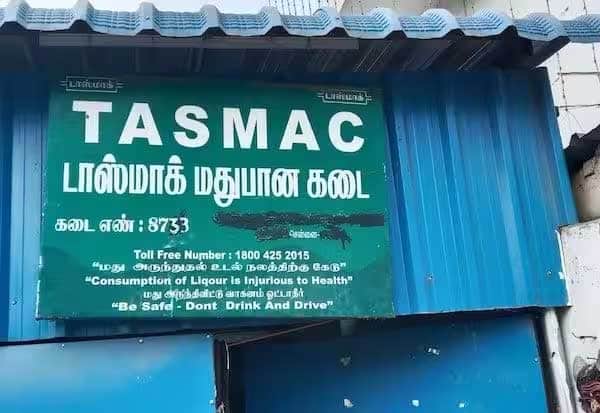 டாஸ்மாக் டாஸ்மாக்
TASMAC
டாஸ்மாக் மதுபான கடை
கடை எண் : 8733
சென்னை-
Toll Free Number : 1800 425 2015
“மது அருந்துதல் உடல் நலத்திற்கு கேடு”
“Consumption of Liqour is Injurious to Health”
மது அருந்திவிட்டு வாகனம் ஓட்டாதீர்
“Be Safe - Dont Drink And Drive”